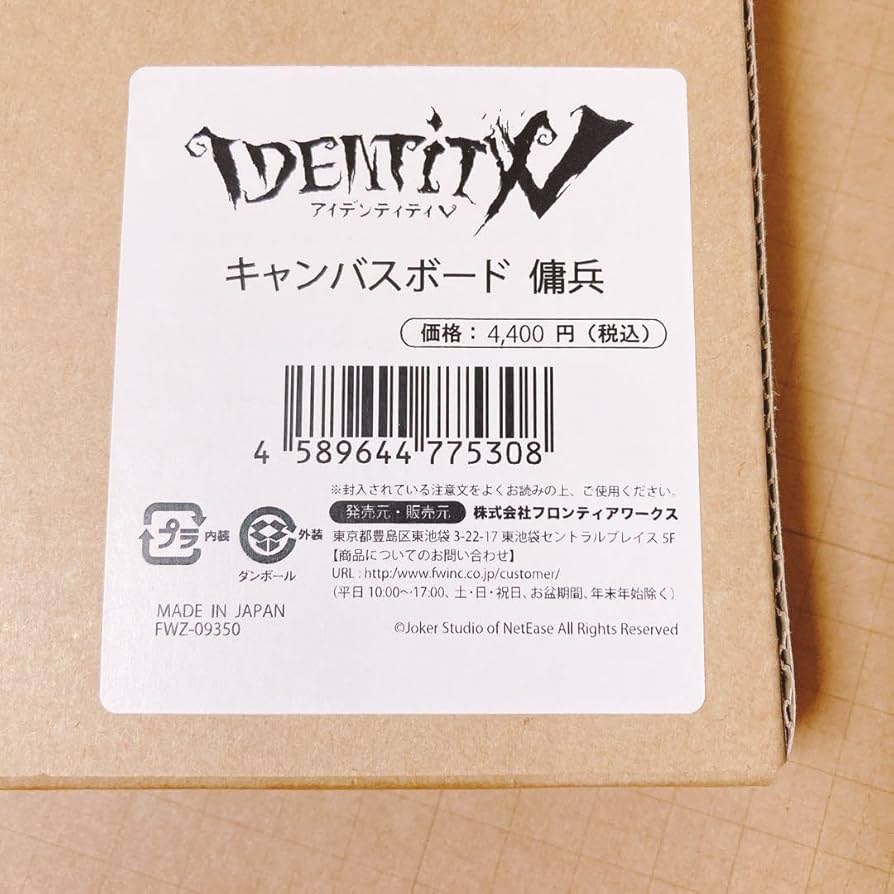 IDENTITY V
アイデンティティV
キャンバスボード 傭兵
価格：4,400 円（税込）
4 589644 775308
※封入されている注意文をよくお読みの上、ご使用ください。
発売元・販売元 株式会社フロンティアワークス
東京都豊島区東池袋 3-22-17 東池袋セントラルプレイス 5F
【商品についてのお問い合わせ】
URL : http://www.fwinc.co.jp/customer/
（平日 10:00～17:00、土・日・祝日、お盆期間、年末年始除く）
プラ 内装
外装
ダンボール
MADE IN JAPAN
FWZ-09350
©Joker Studio of NetEase All Rights Reserved